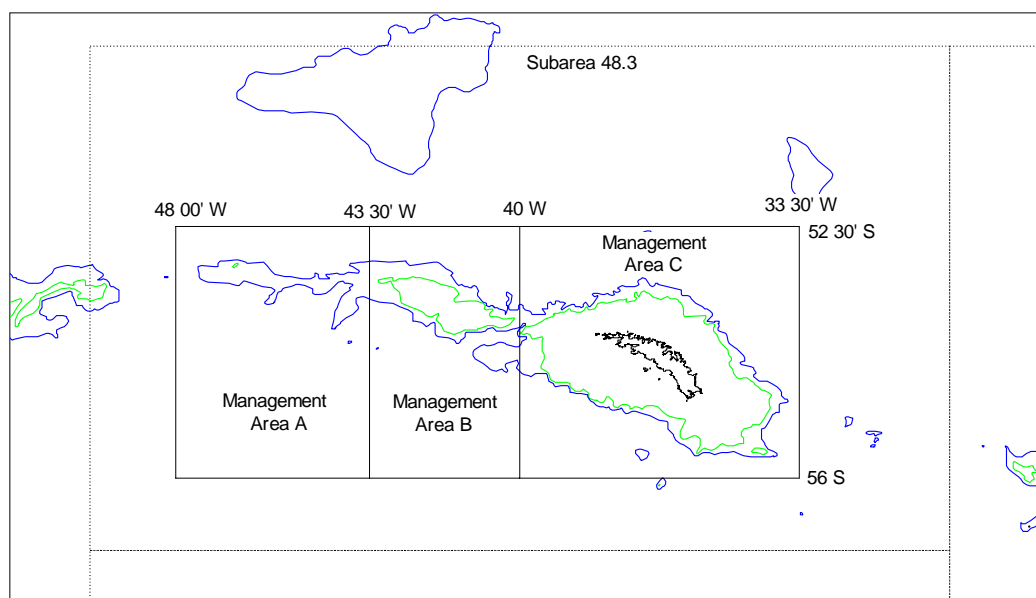 Subarea 48.3
48 00' W
43 30' W
40 W
33 30' W
52 30' S
Management
Area C
Management
Area A
Management
Area B
56 S